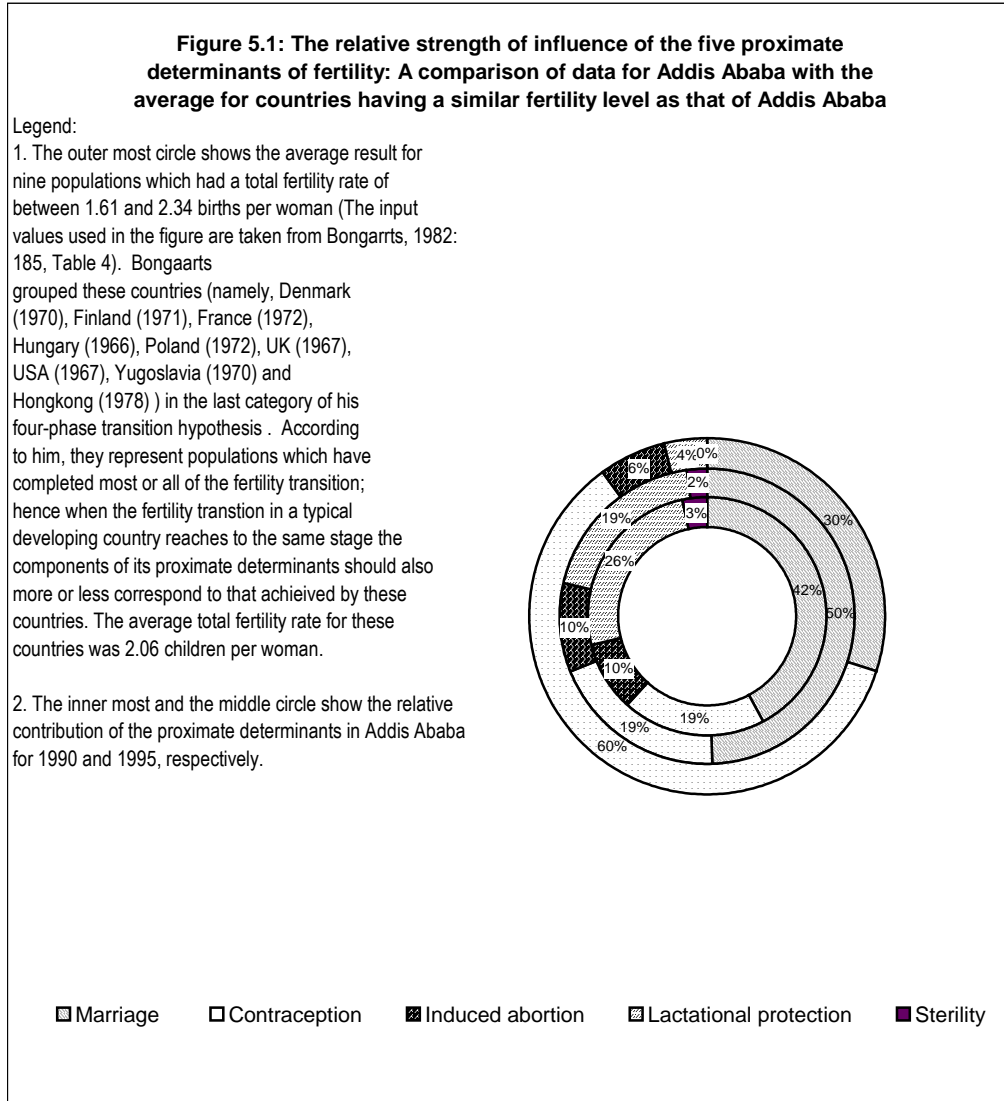 Figure 5.1: The relative strength of influence of the five proximate
determinants of fertility: A comparison of data for Addis Ababa with the
average for countries having a similar fertility level as that of Addis Ababa
Legend:
1. The outer most circle shows the average result for
nine populations which had a total fertility rate of
between 1.61 and 2.34 births per woman (The input
values used in the figure are taken from Bongarrts, 1982:
185, Table 4).  Bongaarts
grouped these countries (namely, Denmark
(1970), Finland (1971), France (1972),
Hungary (1966), Poland (1972), UK (1967),
USA (1967), Yugoslavia (1970) and
Hongkong (1978) ) in the last category of his
four-phase transition hypothesis .  According
to him, they represent populations which have
completed most or all of the fertility transition;
hence when the fertility transtion in a typical
developing country reaches to the same stage the
components of its proximate determinants should also
more or less correspond to that achieived by these
countries. The average total fertility rate for these
countries was 2.06 children per woman.
2. The inner most and the middle circle show the relative
contribution of the proximate determinants in Addis Ababa
for 1990 and 1995, respectively.
6% 4% 0%
2%
3%
19%
30%
26%
42%
50%
10%
10%
19%
19%
60%
Marriage Contraception Induced abortion Lactational protection Sterility